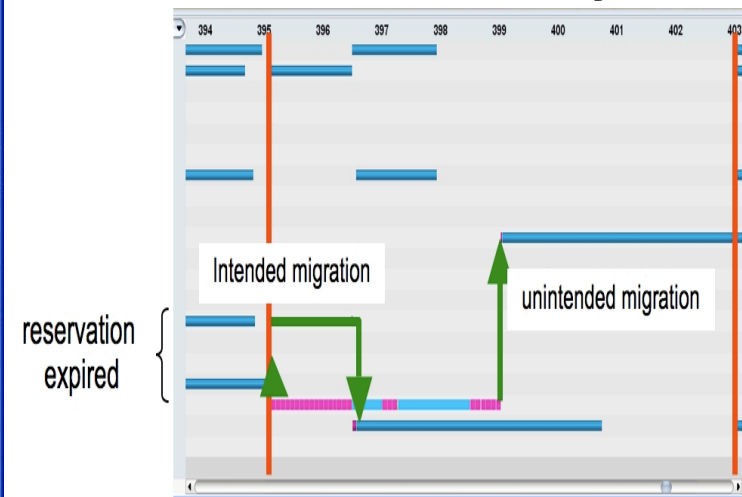 394 395 396 397 398 399 400 401 402 403
Intended migration
unintended migration
reservation
expired